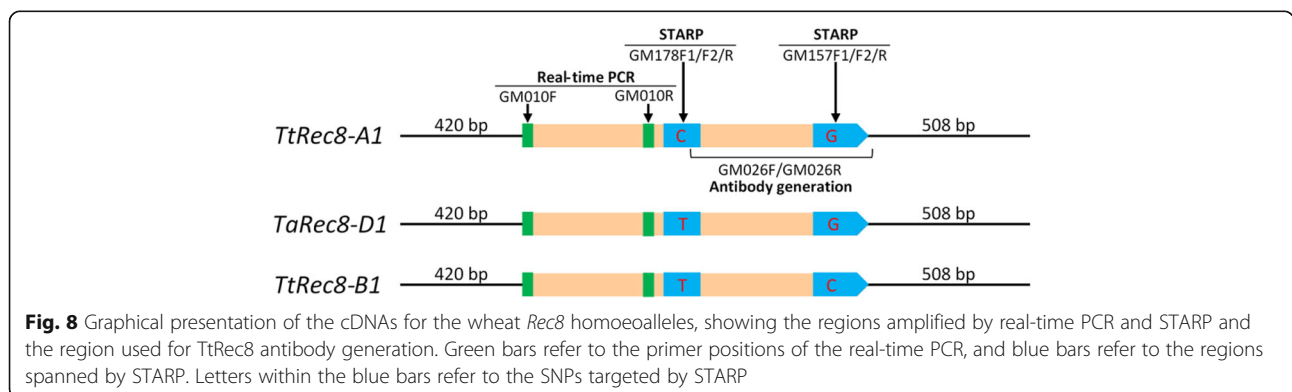 STARP STARP
GM178F1/F2/R GM157F1/F2/R
Real-time PCR
GM010F GM010R
TtRec8-A1 420 bp C G 508 bp
GM026F/GM026R
Antibody generation
TaRec8-D1 420 bp T G 508 bp
TtRec8-B1 420 bp T C 508 bp
Fig. 8 Graphical presentation of the cDNAs for the wheat Rec8 homoeoalleles, showing the regions amplified by real-time PCR and STARP and
the region used for TtRec8 antibody generation. Green bars refer to the primer positions of the real-time PCR, and blue bars refer to the regions
spanned by STARP. Letters within the blue bars refer to the SNPs targeted by STARP